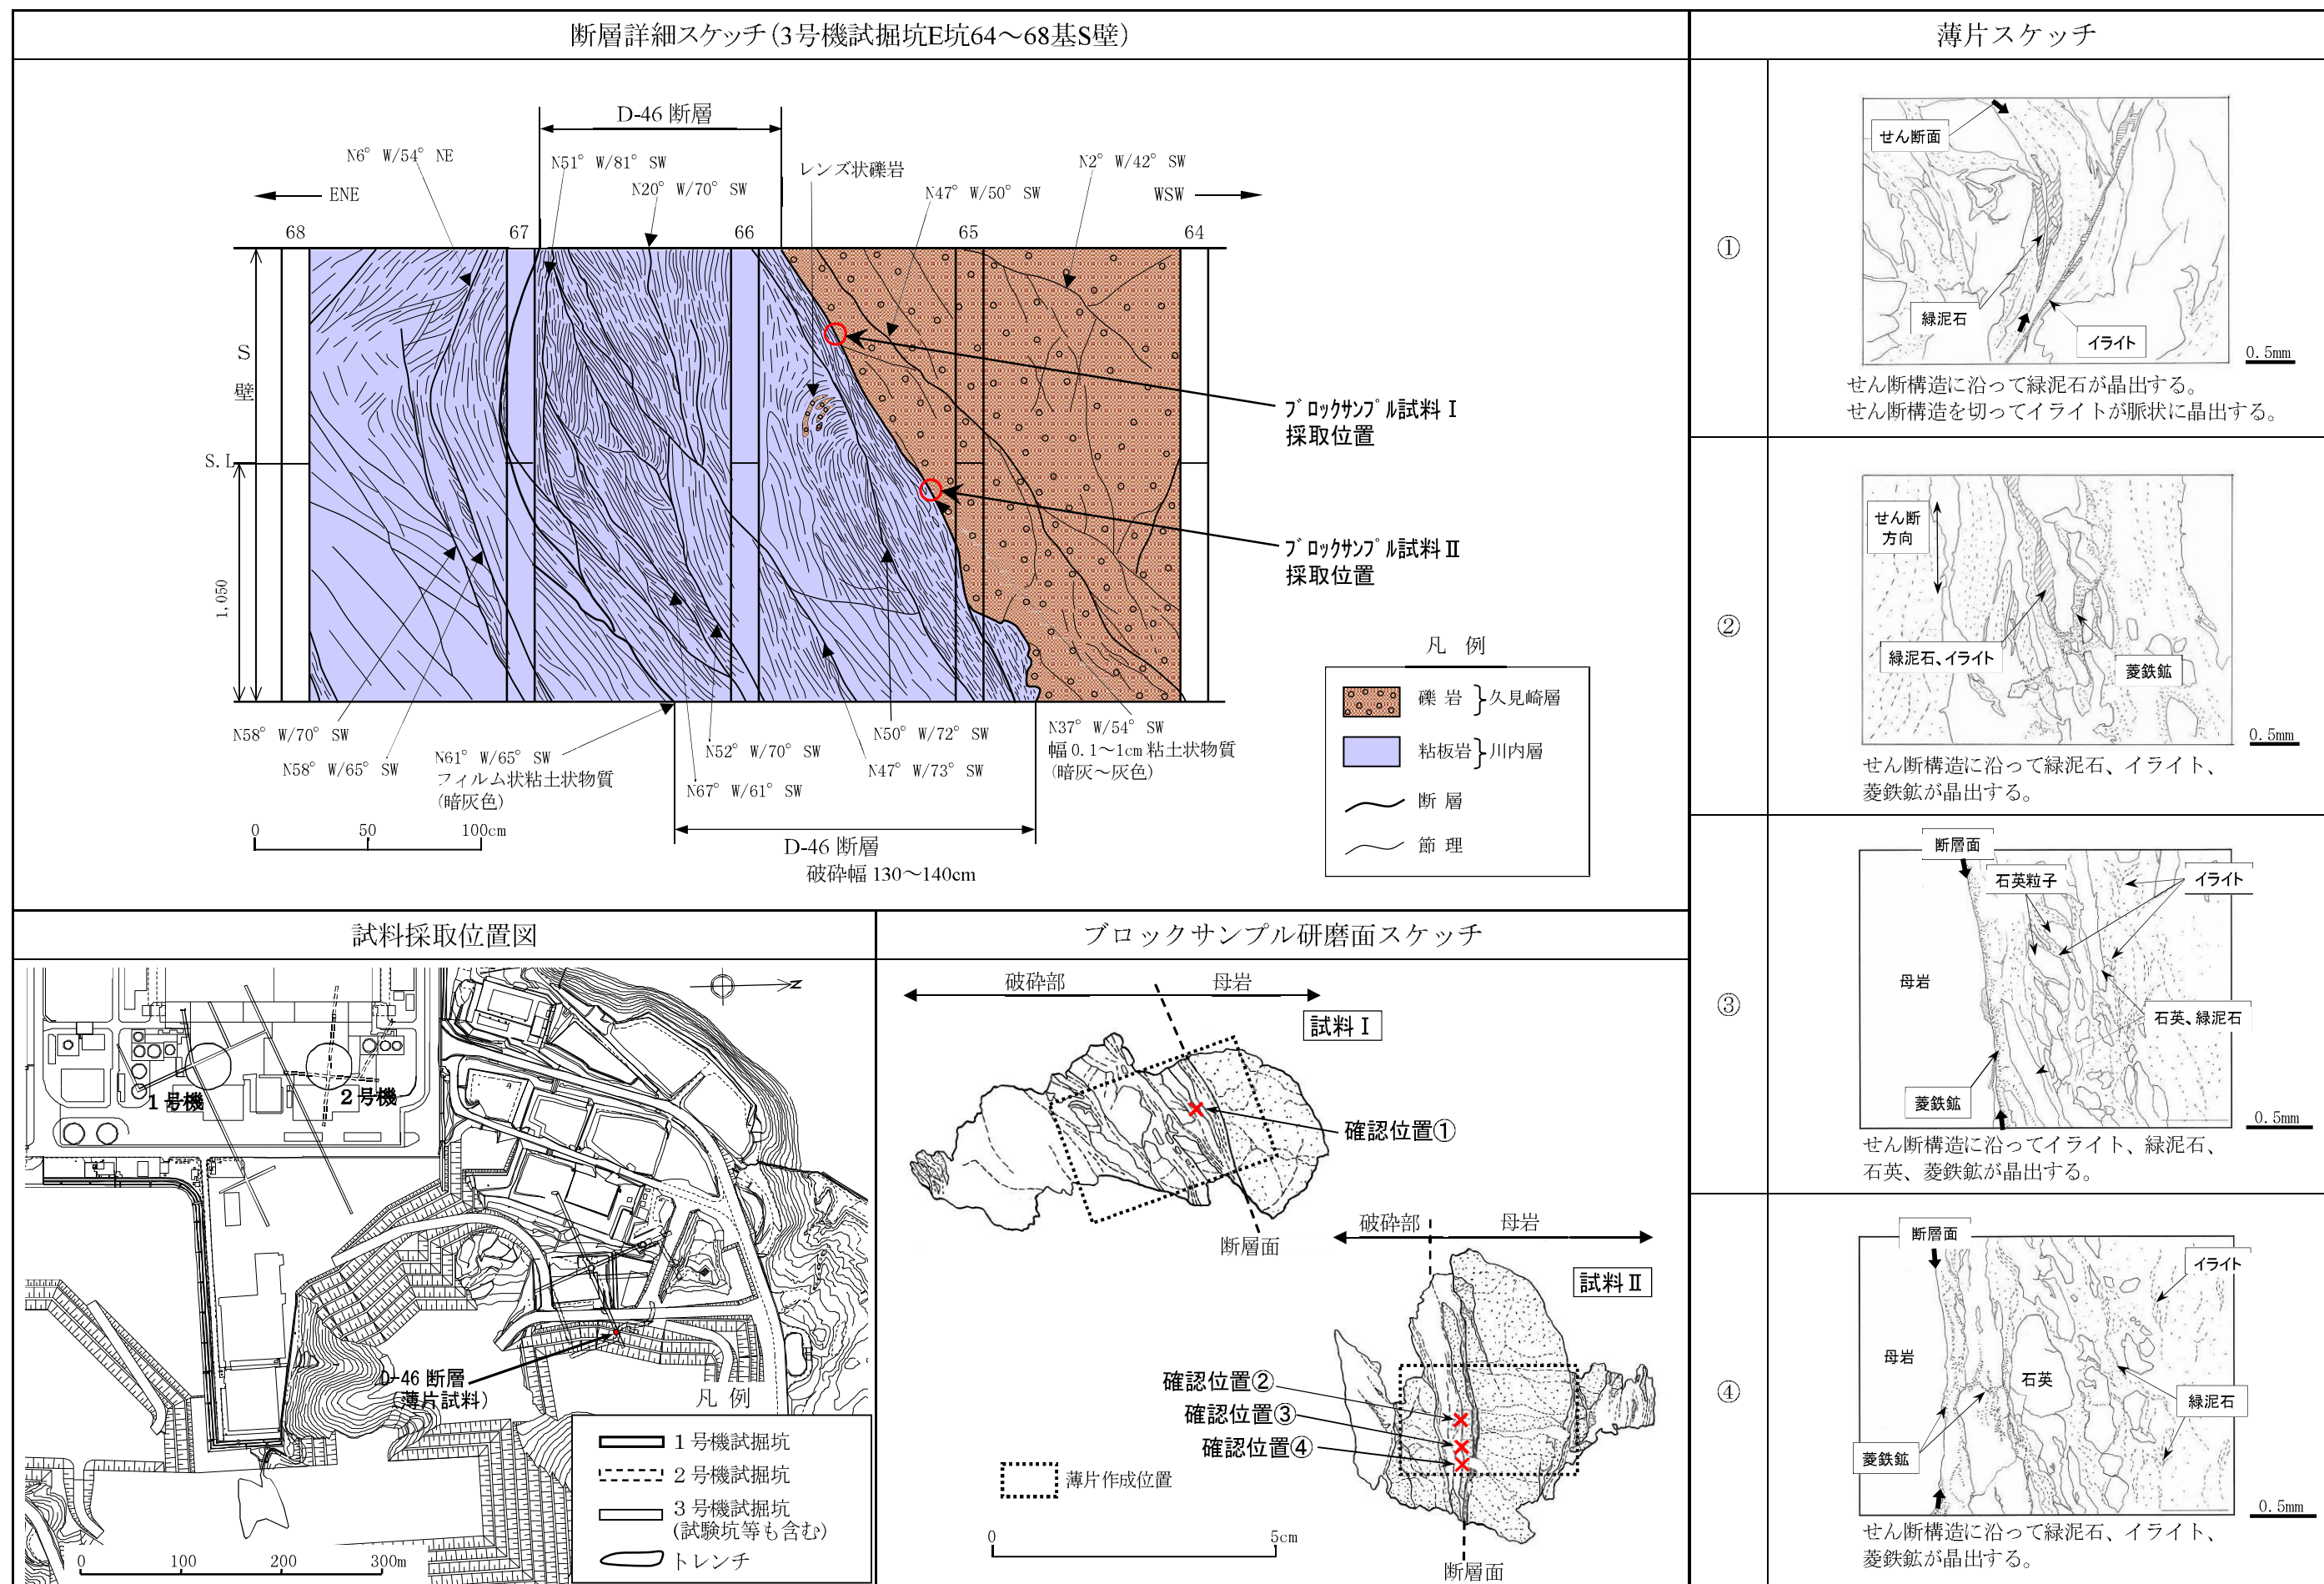 断層詳細スケッチ(3号機試掘坑E坑64～68基S壁)
D-46 断層
N6° W/54° NE
N51° W/81° SW
N20° W/70° SW
レンズ状礫岩
N47° W/50° SW
N2° W/42° SW
ENE
WSW
68
67
66
65
64
S
壁
S.L
1,050
ブロックサンプル試料Ⅰ
採取位置
ブロックサンプル試料Ⅱ
採取位置
N58° W/70° SW
N58° W/65° SW
N61° W/65° SW
フィルム状粘土状物質
(暗灰色)
N67° W/61° SW
N52° W/70° SW
N47° W/73° SW
N50° W/72° SW
N37° W/54° SW
幅 0.1～1cm 粘土状物質
(暗灰～灰色)
0 50 100cm
D-46 断層
破砕幅 130～140cm
凡 例
礫 岩 }久見崎層
粘板岩}川内層
断 層
節 理
試料採取位置図
N
1号機
2号機
D-46 断層
(薄片試料)
凡 例
1号機試掘坑
2号機試掘坑
3号機試掘坑
(試験坑等も含む)
トレンチ
0 100 200 300m
ブロックサンプル研磨面スケッチ
破砕部 母岩
試料Ⅰ
確認位置①
断層面
破砕部 母岩
試料Ⅱ
確認位置②
確認位置③
確認位置④
薄片作成位置
0 5cm
断層面
薄片スケッチ
①
せん断面
緑泥石
イライト
0.5mm
せん断構造に沿って緑泥石が晶出する。
せん断構造を切ってイライトが脈状に晶出する。
②
せん断
方向
緑泥石、イライト
菱鉄鉱
0.5mm
せん断構造に沿って緑泥石、イライト、
菱鉄鉱が晶出する。
③
断層面
石英粒子
イライト
母岩
石英、緑泥石
菱鉄鉱
0.5mm
せん断構造に沿ってイライト、緑泥石、
石英、菱鉄鉱が晶出する。
④
断層面
イライト
母岩
石英
緑泥石
菱鉄鉱
0.5mm
せん断構造に沿って緑泥石、イライト、
菱鉄鉱が晶出する。